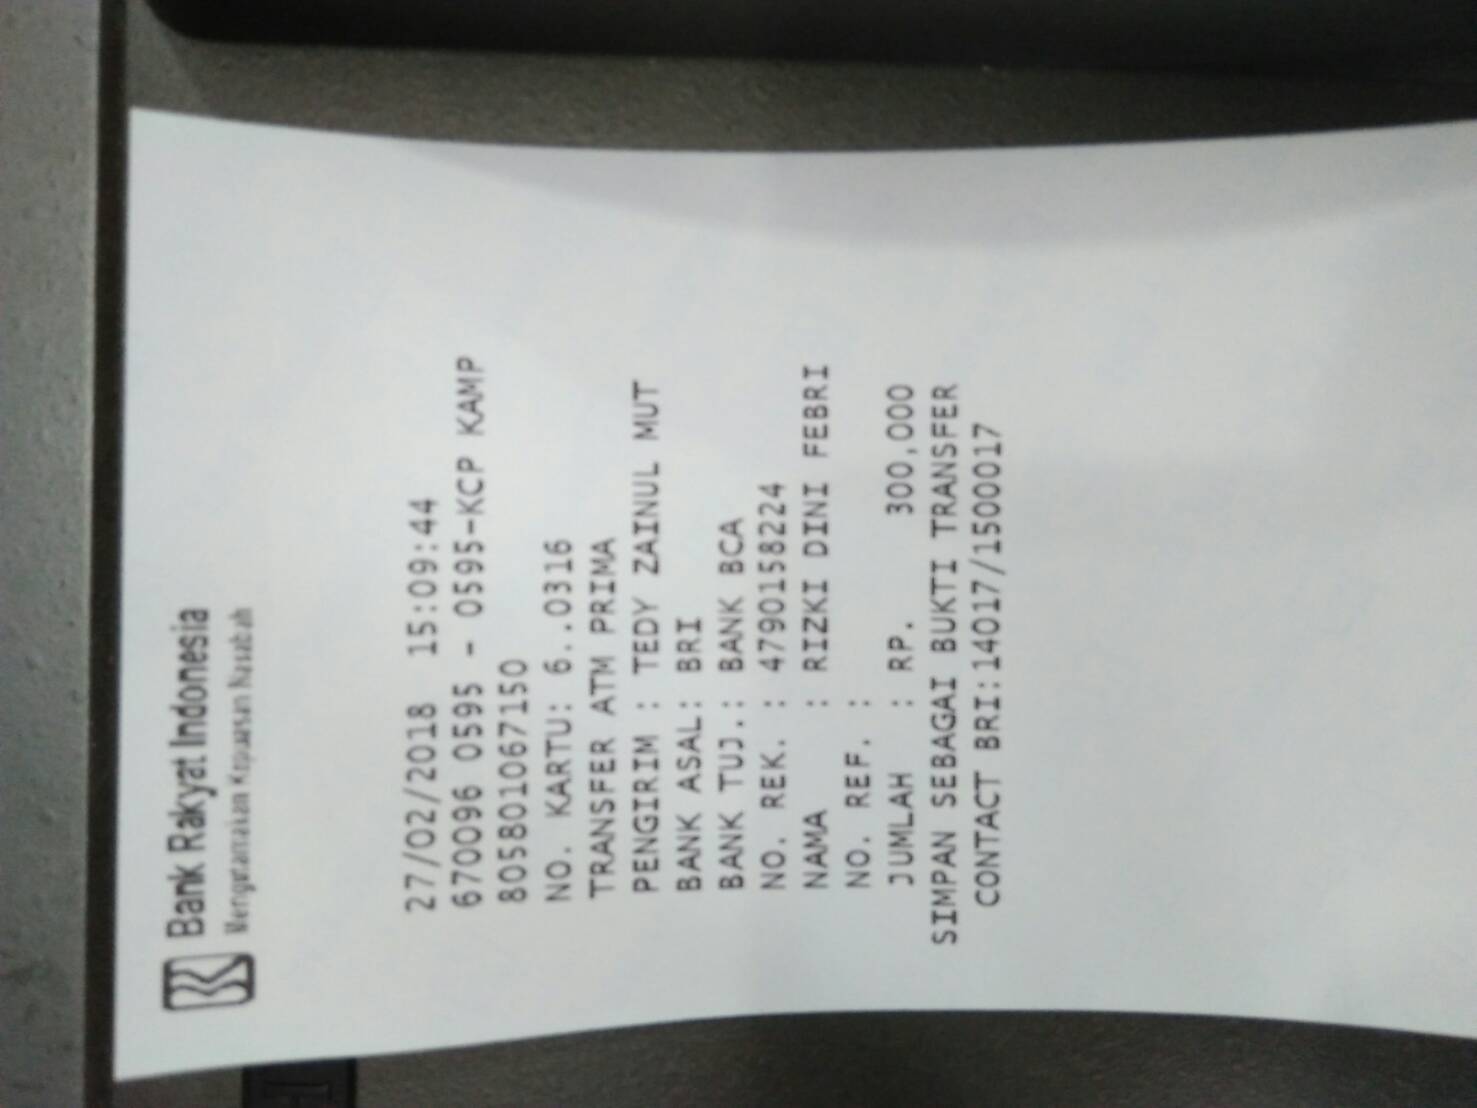 Bank Rakyat Indonesia
Mengutamakan Kepuasan Nasabah
27/02/2018 15:09:44
670096 0595 - 0595-KCP KAMP
805801067150
NO. KARTU: 6..0316
TRANSFER ATM PRIMA
PENGIRIM : TEDY ZAINUL MUT
BANK ASAL: BRI
BANK TUJ.: BANK BCA
NO. REK. : 4790158224
NAMA : RIZKI DINI FEBRI
NO. REF. :
JUMLAH : RP. 300,000
SIMPAN SEBAGAI BUKTI TRANSFER
CONTACT BRI:14017/1500017